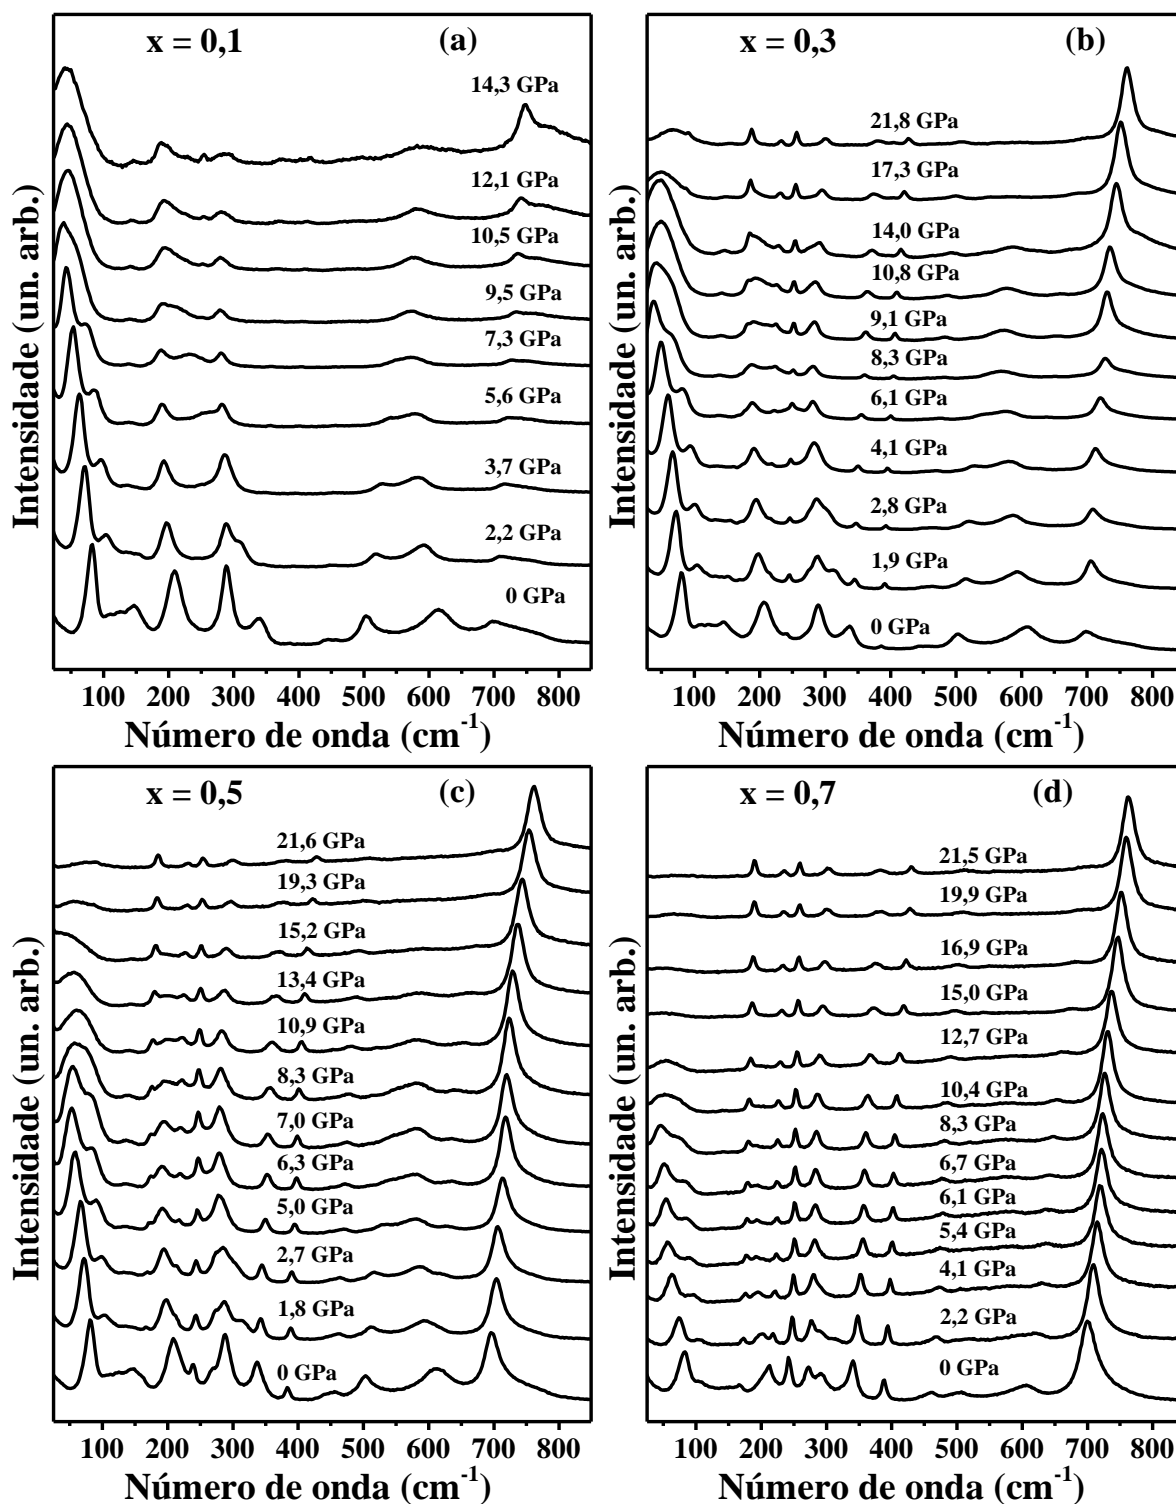 x = 0,1
(a)
14,3 GPa
12,1 GPa
10,5 GPa
9,5 GPa
7,3 GPa
5,6 GPa
3,7 GPa
2,2 GPa
0 GPa
Intensidade (un. arb.)
100 200 300 400 500 600 700 800
Número de onda (cm-1)
x = 0,3
(b)
21,8 GPa
17,3 GPa
14,0 GPa
10,8 GPa
9,1 GPa
8,3 GPa
6,1 GPa
4,1 GPa
2,8 GPa
1,9 GPa
0 GPa
Intensidade (un. arb.)
100 200 300 400 500 600 700 800
Número de onda (cm-1)
x = 0,5
(c)
21,6 GPa
19,3 GPa
15,2 GPa
13,4 GPa
10,9 GPa
8,3 GPa
7,0 GPa
6,3 GPa
5,0 GPa
2,7 GPa
1,8 GPa
0 GPa
Intensidade (un. arb.)
100 200 300 400 500 600 700 800
Número de onda (cm-1)
x = 0,7
(d)
21,5 GPa
19,9 GPa
16,9 GPa
15,0 GPa
12,7 GPa
10,4 GPa
8,3 GPa
6,7 GPa
6,1 GPa
5,4 GPa
4,1 GPa
2,2 GPa
0 GPa
Intensidade (un. arb.)
100 200 300 400 500 600 700 800
Número de onda (cm-1)